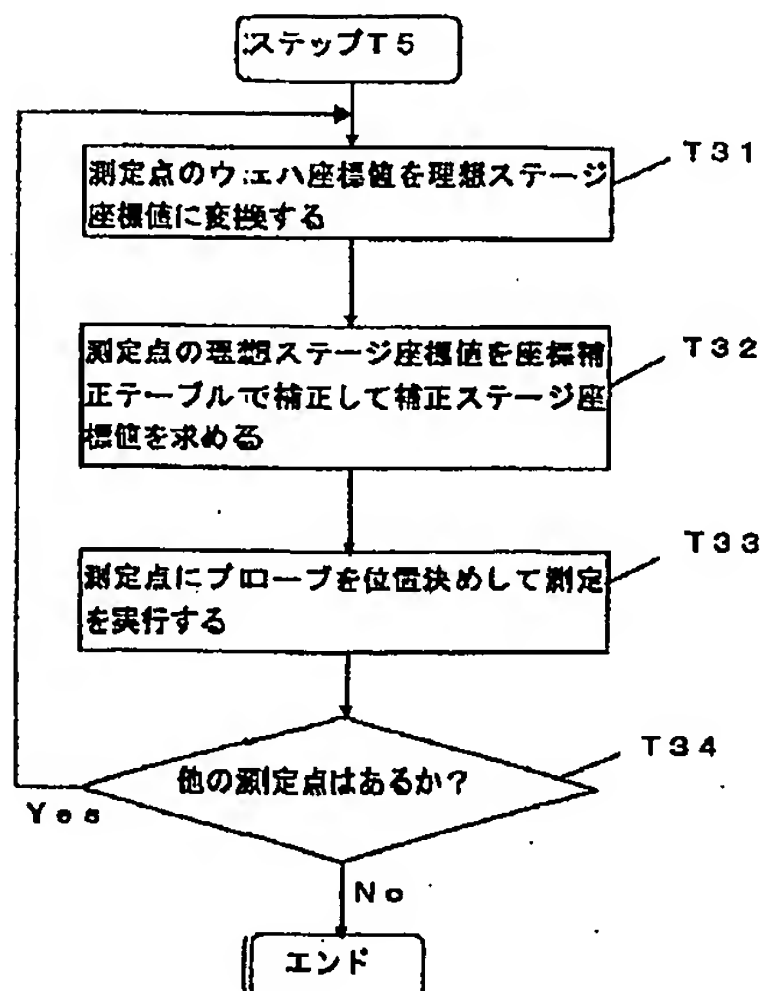 ステップT5
測定点のウェハ座標値を理想ステージ
座標値に変換する
T31
測定点の理想ステージ座標値を座標補
正テーブルで補正して補正ステージ座
標値を求める
T32
測定点にプローブを位置決めして測定
を実行する
T33
他の測定点はあるか?
T34
Yes
No
エンド